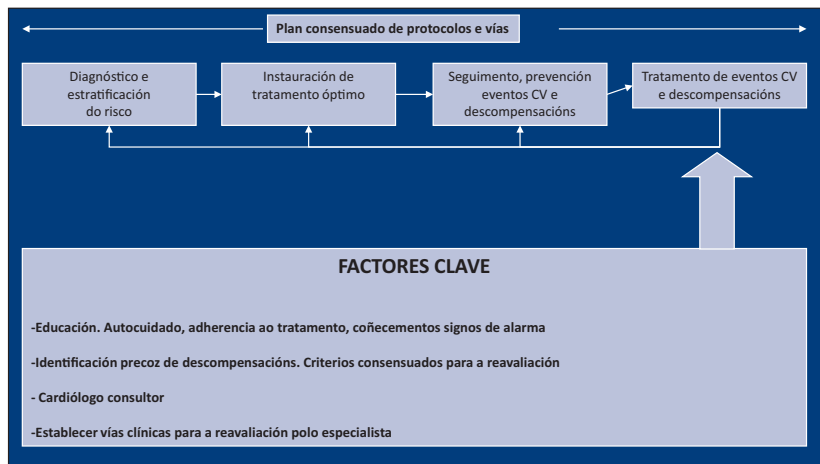 Plan consensuado de protocolos e vías
Diagnóstico e
estratificación
do risco
Instauración de
tratamento óptimo
Seguimento, prevención
eventos CV e
descompensacións
Tratamento de eventos CV
e descompensacións
FACTORES CLAVE
-Educación. Autocuidado, adherencia ao tratamento, coñecementos signos de alarma
-Identificación precoz de descompensacións. Criterios consensuados para a reavaliación
- Cardiólogo consultor
-Establecer vías clínicas para a reavaliación polo especialista